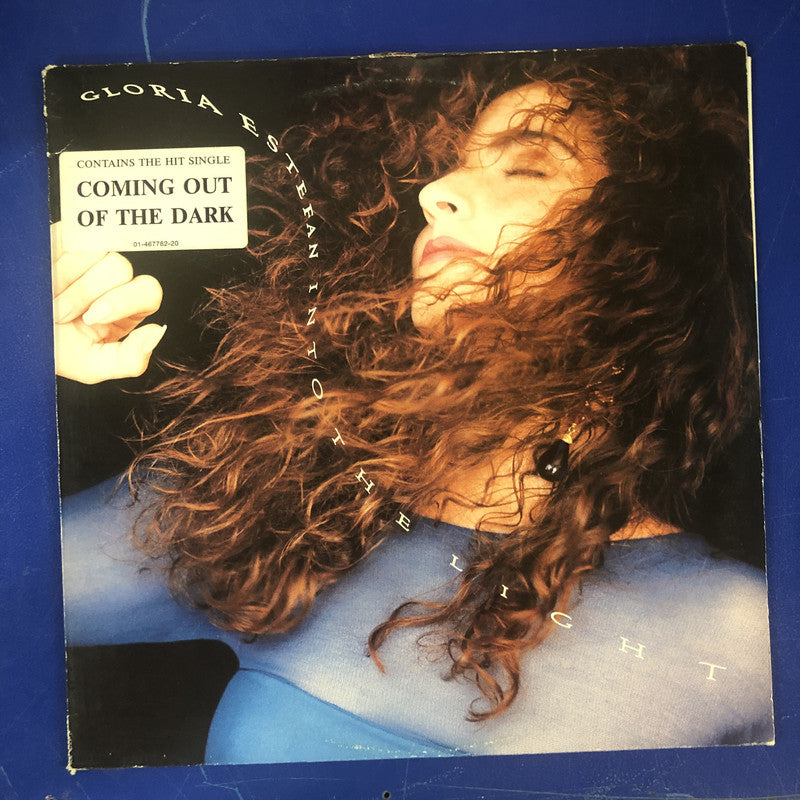 GLORIA ESTEFAN INTO THE LIGHT
CONTAINS THE HIT SINGLE
COMING OUT
OF THE DARK
01-467782-20